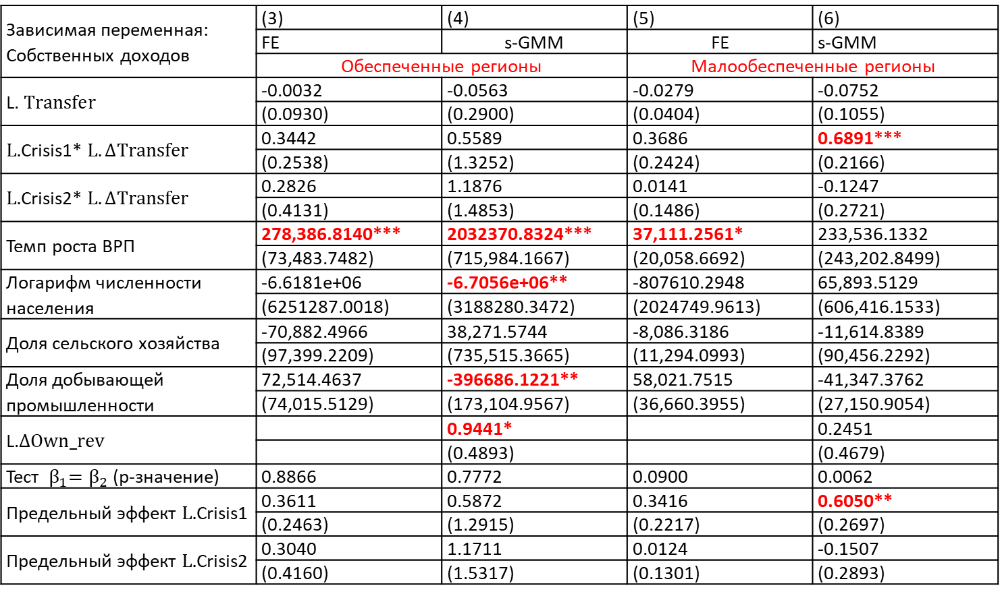 Зависимая переменная:
Собственных доходов
(3) (4) (5) (6)
FE s-GMM FE s-GMM
Обеспеченные регионы Малообеспеченные регионы
L. Transfer
-0.0032 -0.0563 -0.0279 -0.0752
(0.0930) (0.2900) (0.0404) (0.1055)
L.Crisis1* L. ΔTransfer
0.3442 0.5589 0.3686 0.6891***
(0.2538) (1.3252) (0.2424) (0.2166)
L.Crisis2* L. ΔTransfer
0.2826 1.1876 0.0141 -0.1247
(0.4131) (1.4853) (0.1486) (0.2721)
Темп роста ВРП
278,386.8140*** 2032370.8324*** 37,111.2561* 233,536.1332
(73,483.7482) (715,984.1667) (20,058.6692) (243,202.8499)
Логарифм численности
населения
-6.6181e+06 -6.7056e+06** -807610.2948 65,893.5129
(6251287.0018) (3188280.3472) (2024749.9613) (606,416.1533)
Доля сельского хозяйства
-70,882.4966 38,271.5744 -8,086.3186 -11,614.8389
(97,399.2209) (735,515.3665) (11,294.0993) (90,456.2292)
Доля добывающей
промышленности
72,514.4637 -396686.1221** 58,021.7515 -41,347.3762
(74,015.5129) (173,104.9567) (36,660.3955) (27,150.9054)
L.ΔOwn_rev
0.9441* 0.2451
(0.4893) (0.4679)
Тест β₁= β₂ (p-значение) 0.8866 0.7772 0.0900 0.0062
Предельный эффект L.Crisis1
0.3611 0.5872 0.3416 0.6050**
(0.2463) (1.2915) (0.2217) (0.2697)
Предельный эффект L.Crisis2
0.3040 1.1711 0.0124 -0.1507
(0.4160) (1.5317) (0.1301) (0.2893)